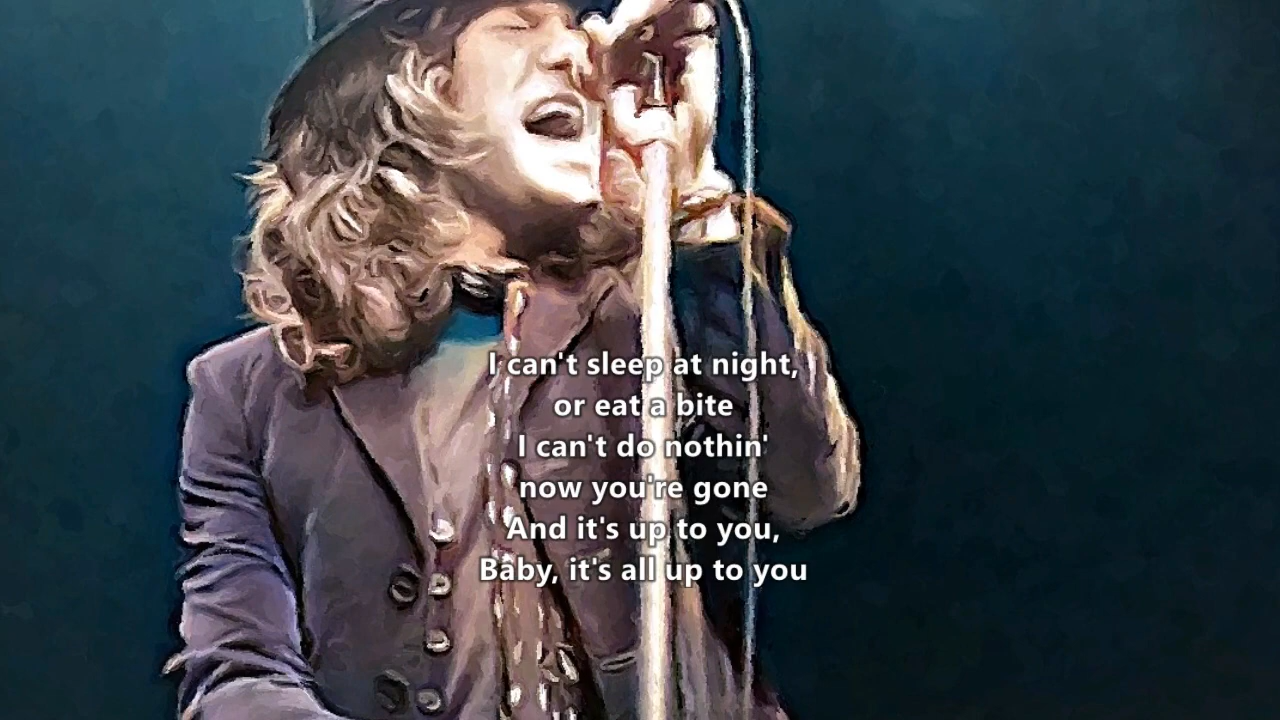 I can't sleep at night,
or eat a bite
I can't do nothin'
now you're gone
And it's up to you,
Baby, it's all up to you